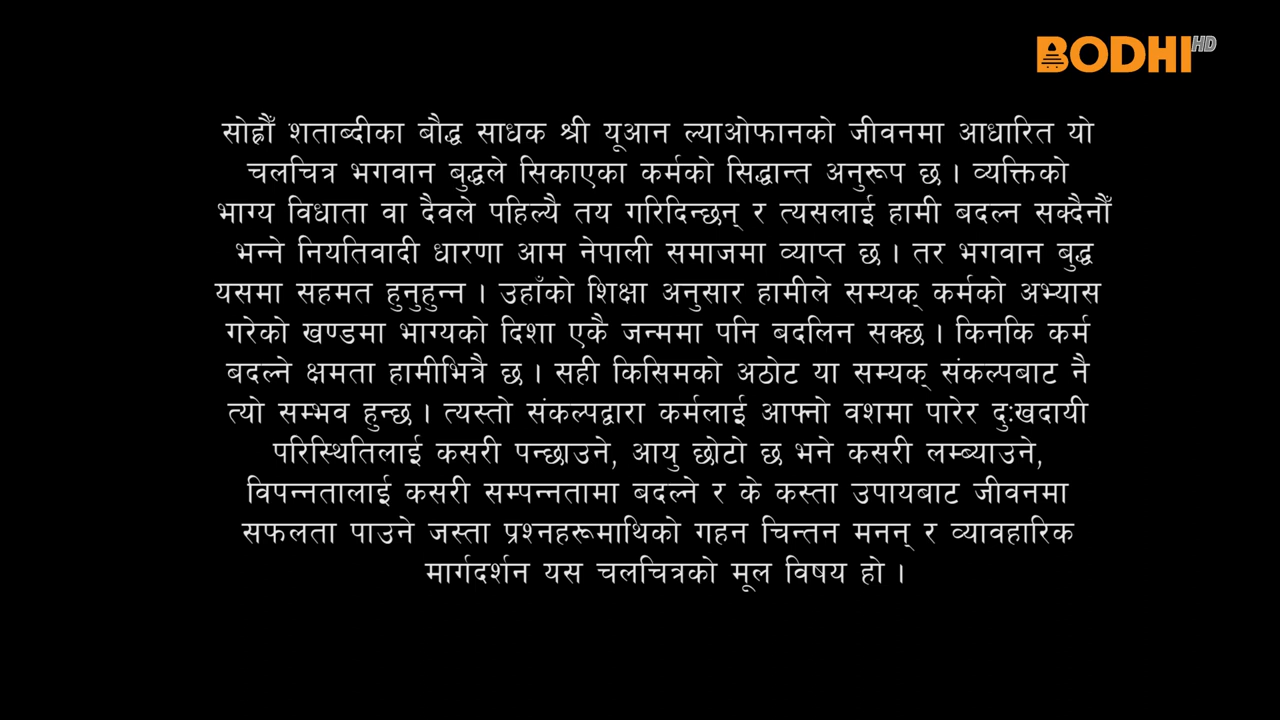 BODHI HD
सोह्रौँ शताब्दीका बौद्ध साधक श्री यूआन ल्याओफानको जीवनमा आधारित यो
चलचित्र भगवान बुद्धले सिकाएका कर्मको सिद्धान्त अनुरूप छ । व्यक्तिको
भाग्य विधाता वा दैवले पहिल्यै तय गरिदिन्छन् र त्यसलाई हामी बदल्न सक्दैनौँ
भन्ने नियतिवादी धारणा आम नेपाली समाजमा व्याप्त छ । तर भगवान बुद्ध
यसमा सहमत हुनुहुन्न । उहाँको शिक्षा अनुसार हामीले सम्यक् कर्मको अभ्यास
गरेको खण्डमा भाग्यको दिशा एकै जन्ममा पनि बदलिन सक्छ । किनकि कर्म
बदल्ने क्षमता हामीभित्रै छ । सही किसिमको अठोट या सम्यक् संकल्पबाट नै
त्यो सम्भव हुन्छ । त्यस्तो संकल्पद्वारा कर्मलाई आफ्नो वशमा पारेर दुःखदायी
परिस्थितिलाई कसरी पन्छाउने, आयु छोटो छ भने कसरी लम्ब्याउने,
विपन्नतालाई कसरी सम्पन्नतामा बदल्ने र के कस्ता उपायबाट जीवनमा
सफलता पाउने जस्ता प्रश्नहरूमाथिको गहन चिन्तन मनन् र व्यावहारिक
मार्गदर्शन यस चलचित्रको मूल विषय हो ।